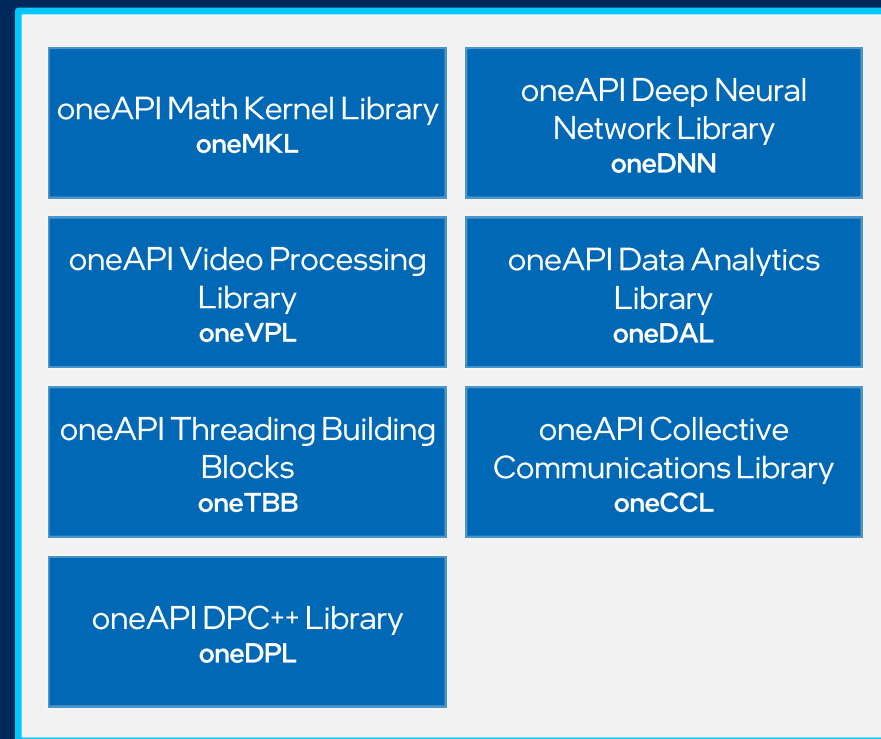 oneAPI Math Kernel Library
oneMKL
oneAPI Deep Neural
Network Library
oneDNN
oneAPI Video Processing
Library
oneVPL
oneAPI Data Analytics
Library
oneDAL
oneAPI Threading Building
Blocks
oneTBB
oneAPI Collective
Communications Library
oneCCL
oneAPI DPC++ Library
oneDPL